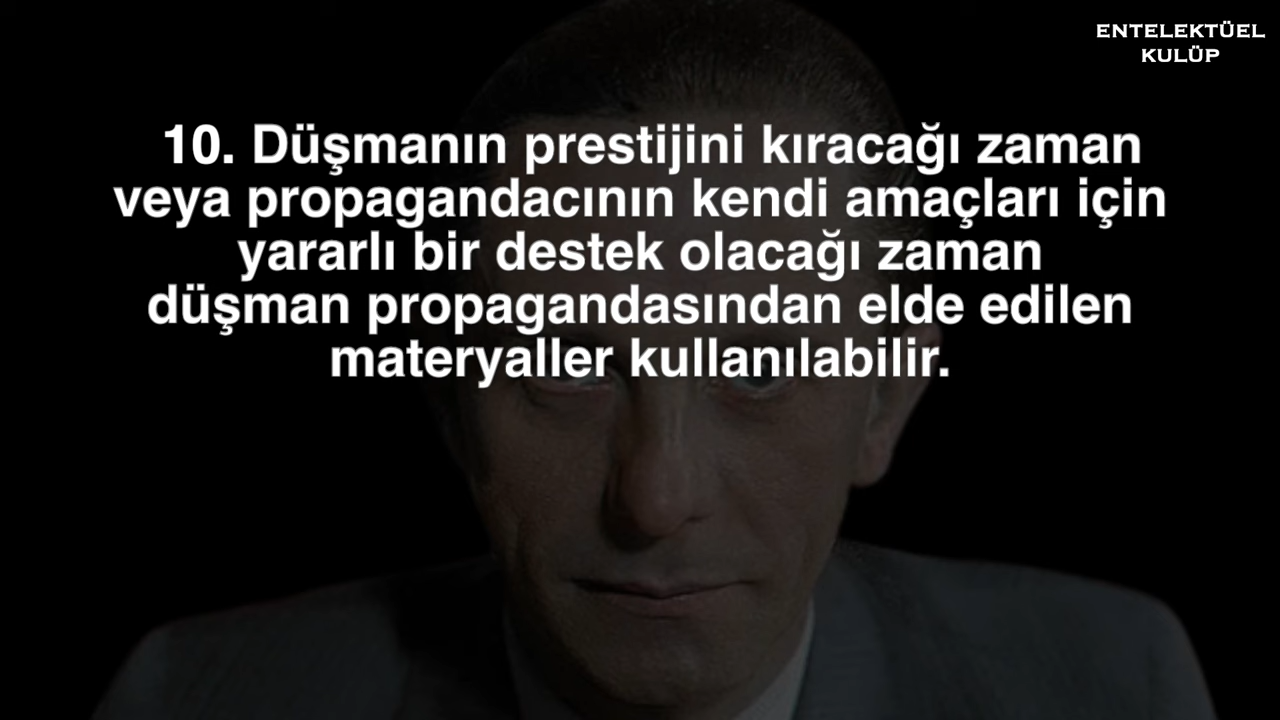 ENTELEKTÜEL
KULÜP
10. Düşmanın prestijini kıracağı zaman
veya propagandacının kendi amaçları için
yararlı bir destek olacağı zaman
düşman propagandasından elde edilen
materyaller kullanılabilir.